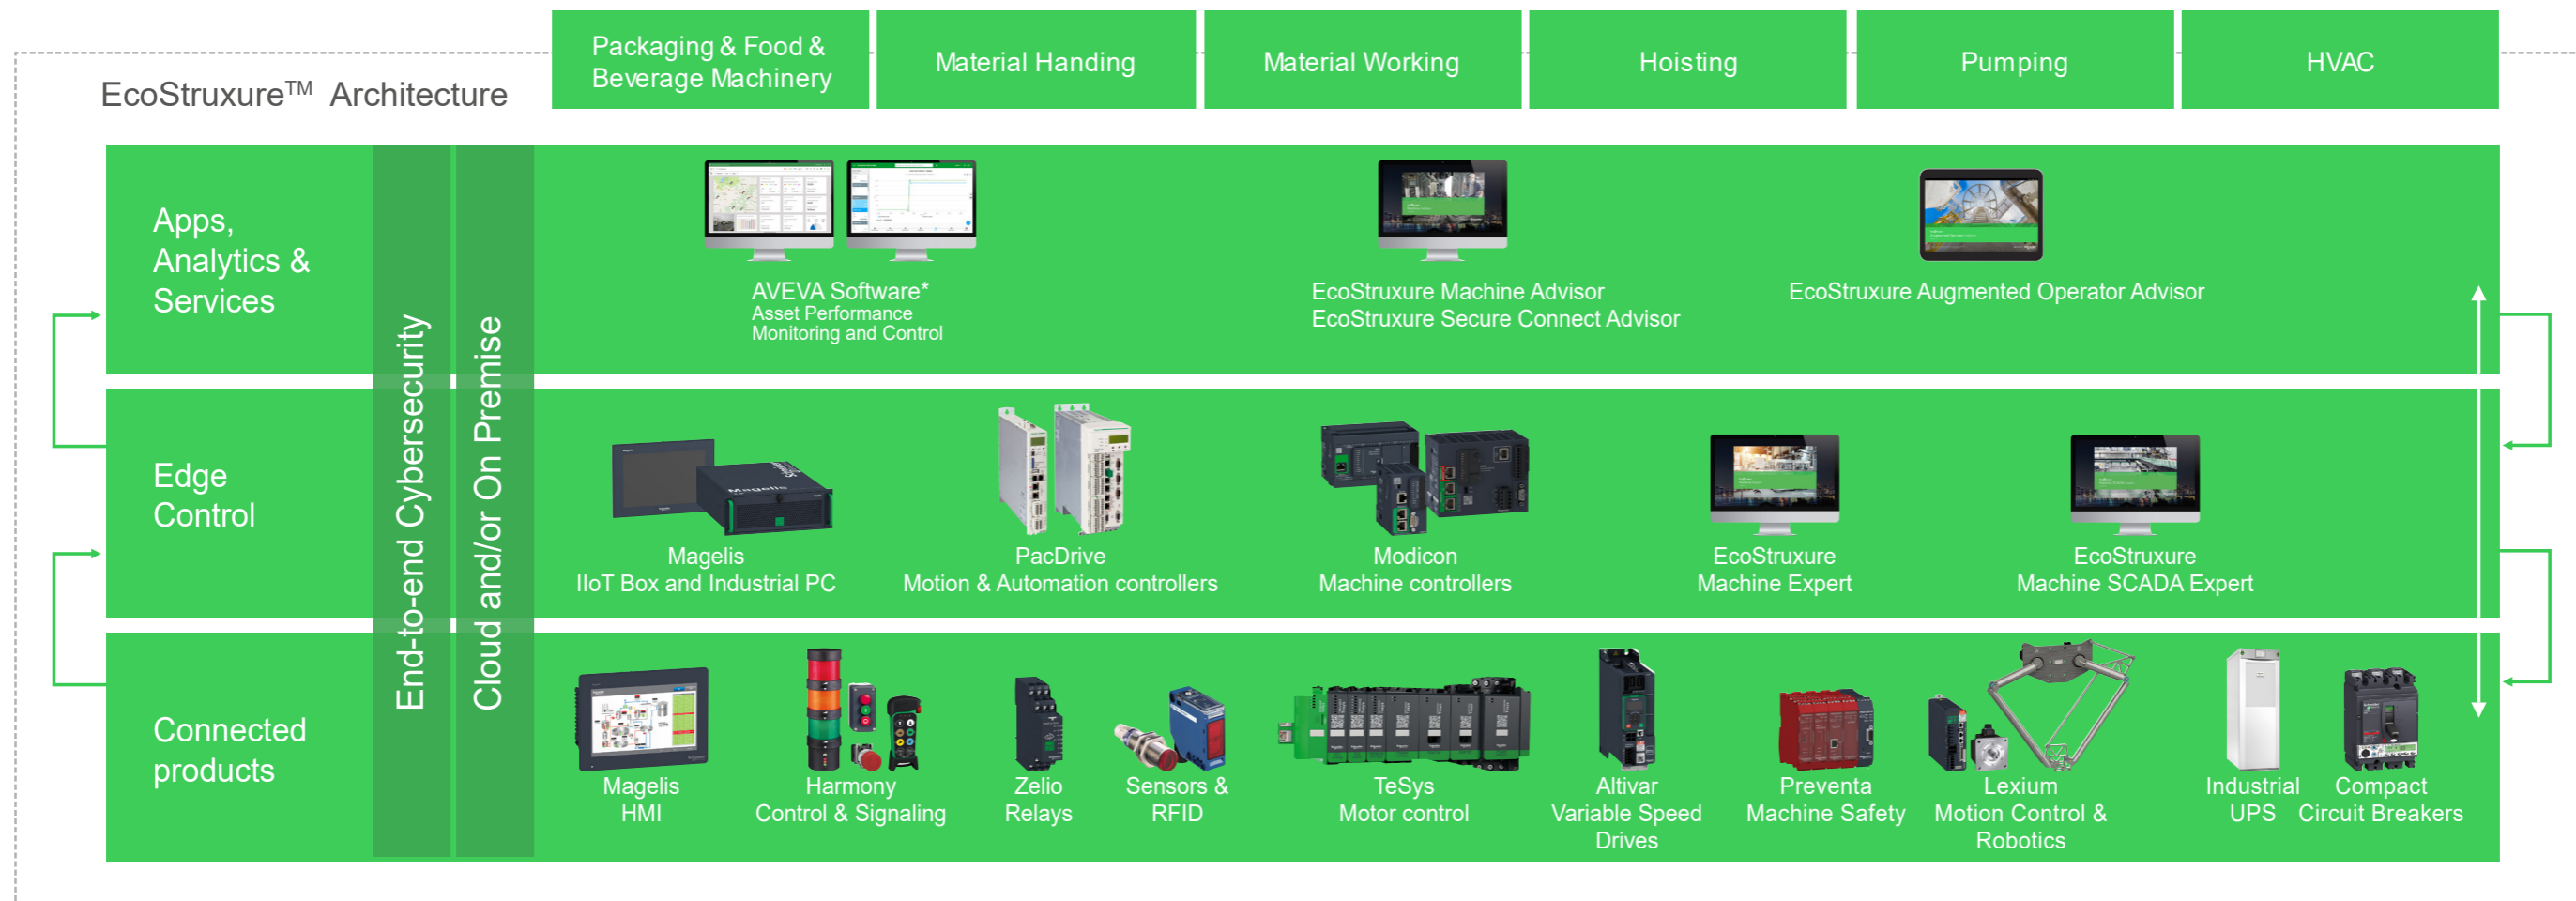 Packaging & Food &
Beverage Machinery
Material Handing
Material Working
Hoisting
Pumping
HVAC
EcoStruxure™ Architecture
Apps,
Analytics &
Services
End-to-end Cybersecurity
Cloud and/or On Premise
AVEVA Software*
Asset Performance
Monitoring and Control
EcoStruxure Machine Advisor
EcoStruxure Secure Connect Advisor
EcoStruxure Augmented Operator Advisor
Edge
Control
Magelis
Magelis
IIoT Box and Industrial PC
PacDrive
Motion & Automation controllers
Modicon
Machine controllers
EcoStruxure
Machine Expert
EcoStruxure
Machine SCADA Expert
Connected
products
Magelis
HMI
Harmony
Control & Signaling
Zelio
Relays
Sensors &
RFID
TeSys
Motor control
Altivar
Variable Speed
Drives
Preventa
Machine Safety
Lexium
Motion Control &
Robotics
Industrial
UPS
Compact
Circuit Breakers